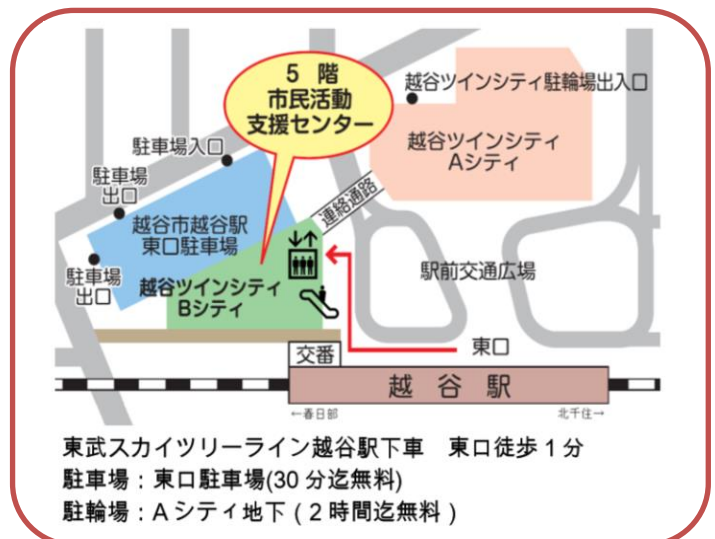 5 階
市民活動
支援センター
越谷ツインシティ駐輪場出入口
越谷ツインシティ
Aシティ
駐車場入口
駐車場
出口
連絡通路
越谷市越谷駅
東口駐車場
駐車場
出口
越谷ツインシティ
Bシティ
駅前交通広場
東口
交番
越 谷 駅
←春日部
北千住→
東武スカイツリーライン越谷駅下車　東口徒歩１分
駐車場：東口駐車場(30 分迄無料)
駐輪場：Ａシティ地下（２時間迄無料）